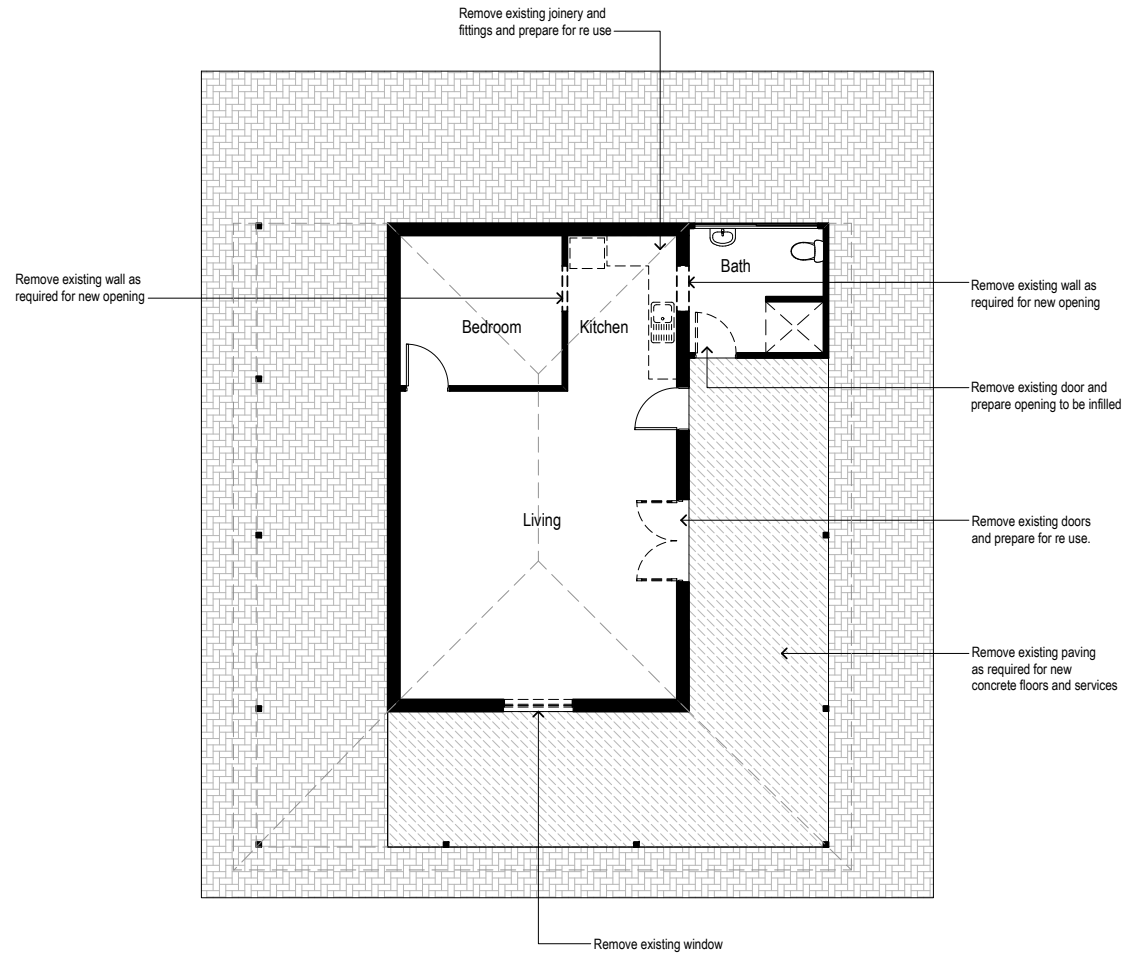 Remove existing joinery and
fittings and prepare for re use
Bath
Remove existing wall as
required for new opening
Remove existing wall as
required for new opening
Bedroom
Kitchen
Remove existing door and
prepare opening to be infilled
Living
Remove existing doors
and prepare for re use.
Remove existing paving
as required for new
concrete floors and services
Remove existing window